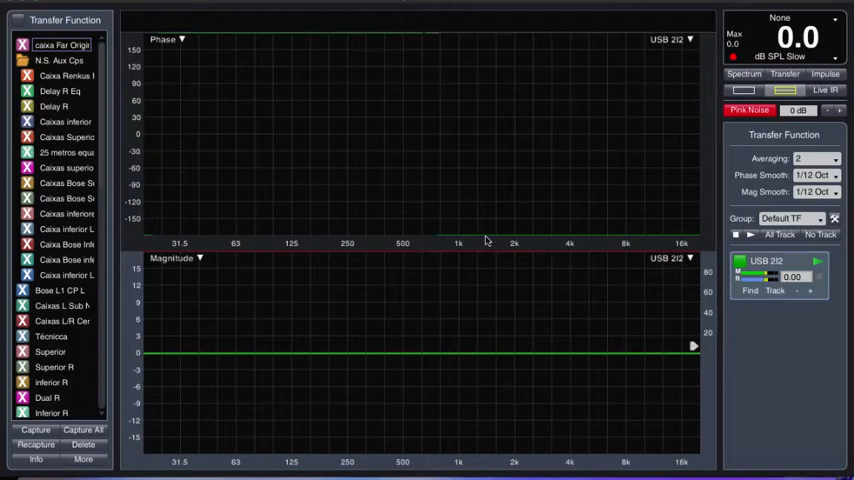 Transfer Function
caixa Far Origir
N.S. Aux Cps
Caixa Renkus I
Delay R Eq
Delay R
Caixas inferior
Caixas Superio
25 metros equa
Caixas superio
Caixas Bose Su
Caixas Bose Su
Caixas inferiore
Caixa inferior L
Caixa Bose Infe
Caixa Bose infe
Caixa inferior L
Bose L1 CP L
Caixas L Sub N
Caixas L/R Cer
Técnicca
Superior
Superior R
inferior R
Dual R
Inferior R
Capture Capture All
Recapture Delete
Info More
Phase USB 2I2
150
120
90
60
30
0
-30
-60
-90
-120
-150
31.5 63 125 250 500 1k 2k 4k 8k 16k
Magnitude USB 2I2
15
12
9
6
3
0
-3
-6
-9
-12
-15
80
60
40
20
31.5 63 125 250 500 1k 2k 4k 8k 16k
None
Max
0.0
0.0
dB SPL Slow
Spectrum Transfer Impulse
Live IR
Pink Noise 0 dB - +
Transfer Function
Averaging: 2
Phase Smooth: 1/12 Oct
Mag Smooth: 1/12 Oct
Group: Default TF
All Track No Track
USB 2I2
M
R
0.00
Find Track - +